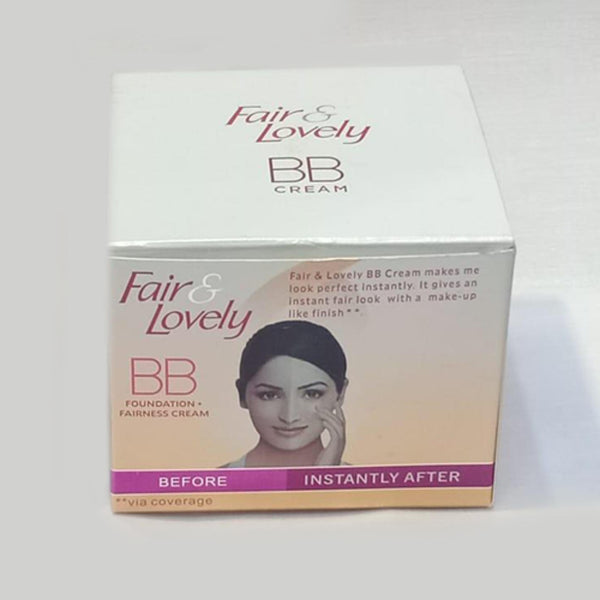 Fair &
Lovely
BB
CREAM
Fair &
Lovely
BB
FOUNDATION +
FAIRNESS CREAM
Fair & Lovely BB Cream makes me
look perfect instantly. It gives an
instant fair look with a make-up
like finish**.
BEFORE
INSTANTLY AFTER
**via coverage